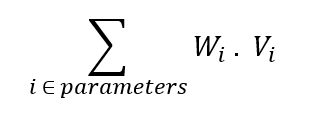 ∑ W_i . V_i
i ∈ parameters